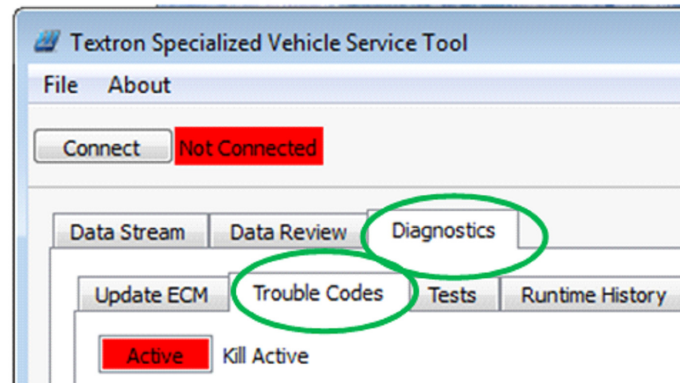 Textron Specialized Vehicle Service Tool
File About
Connect Not Connected
Data Stream Data Review Diagnostics
Update ECM Trouble Codes Tests Runtime History
Active Kill Active